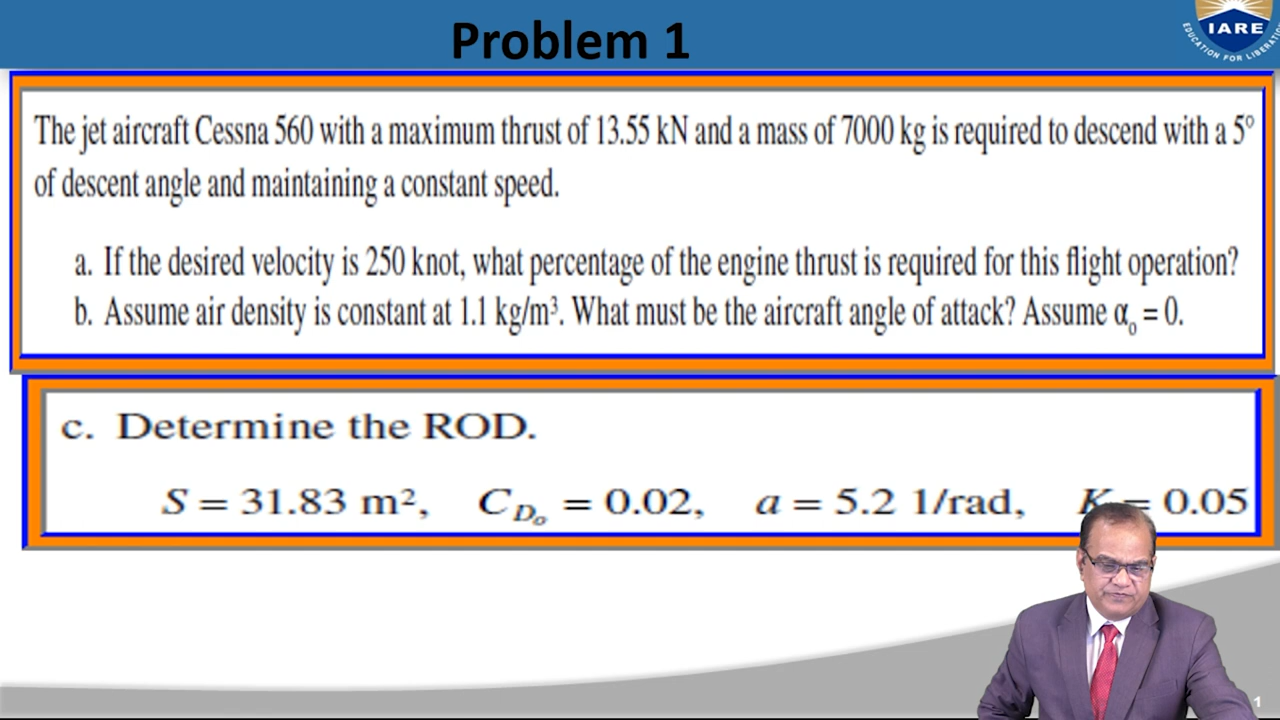 Problem 1
IARE
EDUCATION FOR LIBERATION
The jet aircraft Cessna 560 with a maximum thrust of 13.55 kN and a mass of 7000 kg is required to descend with a 5°
of descent angle and maintaining a constant speed.
a. If the desired velocity is 250 knot, what percentage of the engine thrust is required for this flight operation?
b. Assume air density is constant at 1.1 kg/m³. What must be the aircraft angle of attack? Assume αₒ = 0.
c. Determine the ROD.
S = 31.83 m², C_Dₒ = 0.02, a = 5.2 1/rad, K = 0.05
1